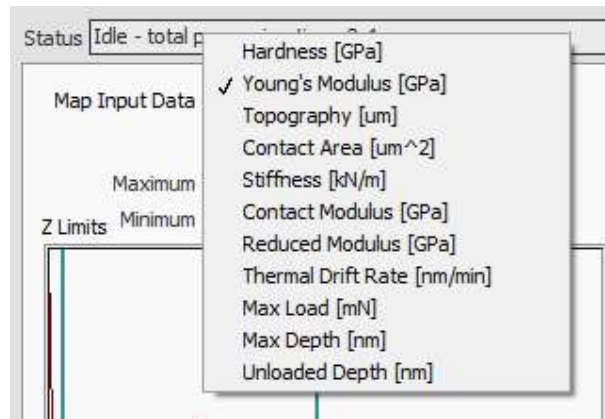 Status Idle - total p
Hardness [GPa]
Map Input Data
✓ Young's Modulus [GPa]
Topography [um]
Contact Area [um^2]
Maximum
Stiffness [kN/m]
Z Limits Minimum
Contact Modulus [GPa]
Reduced Modulus [GPa]
Thermal Drift Rate [nm/min]
Max Load [mN]
Max Depth [nm]
Unloaded Depth [nm]